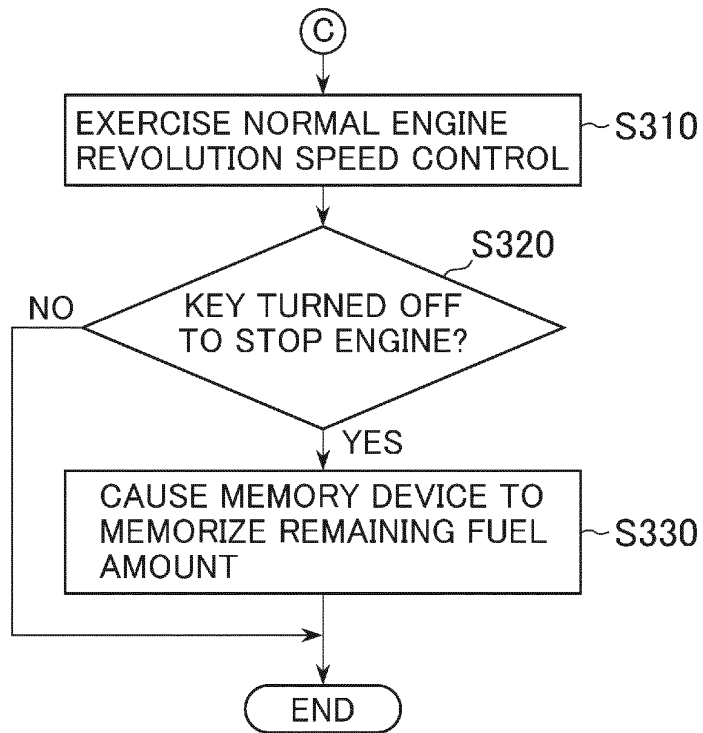 C
EXERCISE NORMAL ENGINE
REVOLUTION SPEED CONTROL
S310
S320
NO
KEY TURNED OFF
TO STOP ENGINE?
YES
CAUSE MEMORY DEVICE TO
MEMORIZE REMAINING FUEL
AMOUNT
S330
END